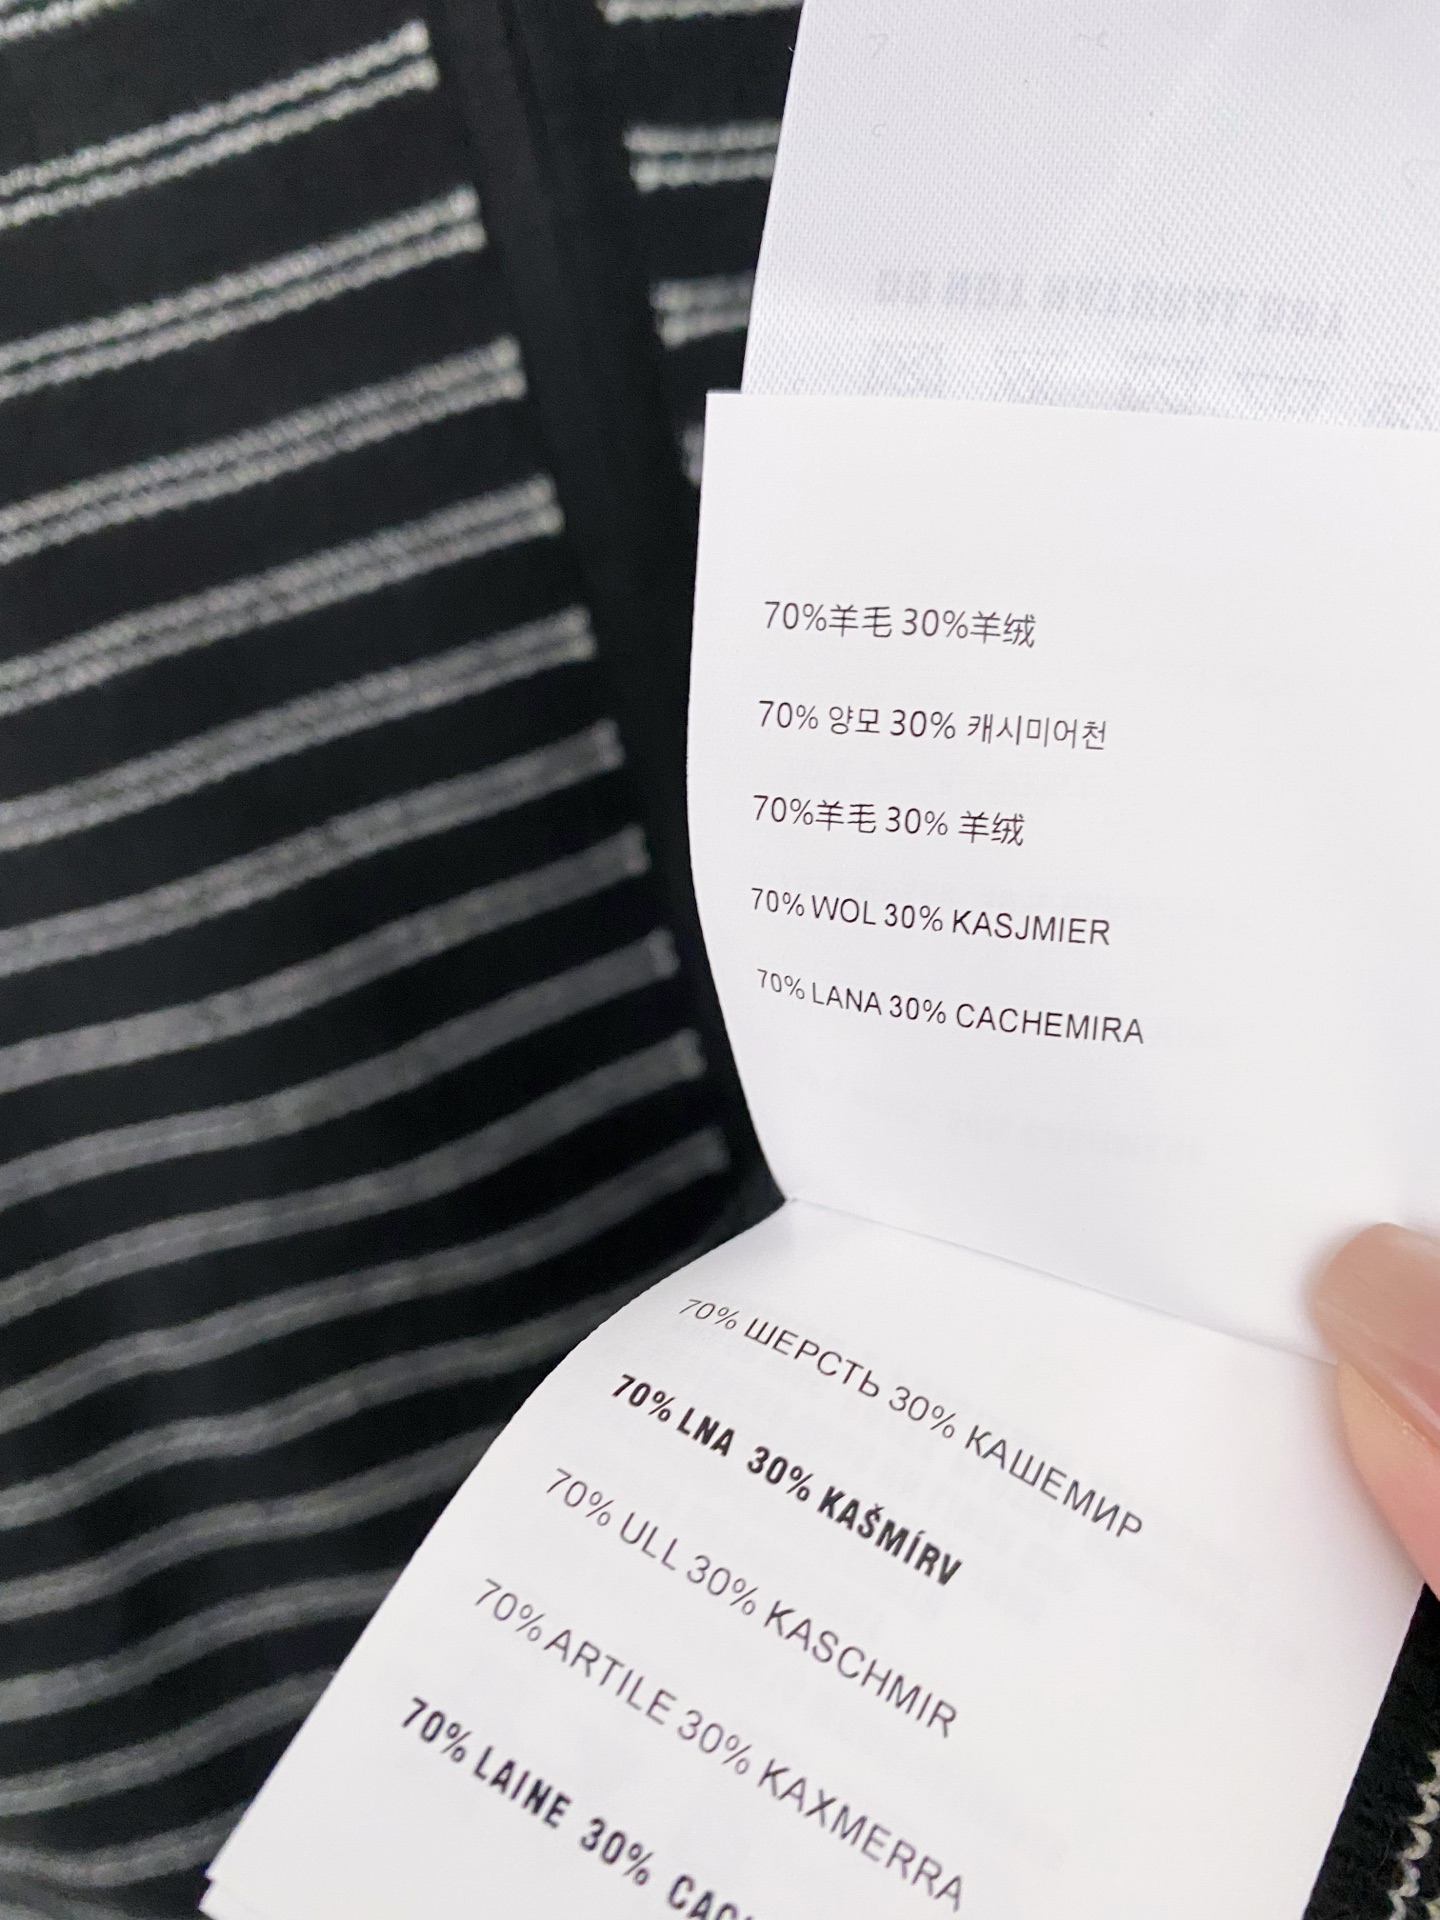 70%羊毛 30%羊绒
70% 양모 30% 캐시미어천
70%羊毛 30% 羊绒
70% WOL 30% KASJMIER
70% LANA 30% CACHEMIRA
70% ШЕРСТЬ 30% КАШЕМИР
70% LNA 30% KAŠMÍRV
70% ULL 30% KASCHMIR
70% ARTILE 30% KAXMERRA
70% LAINE 30%